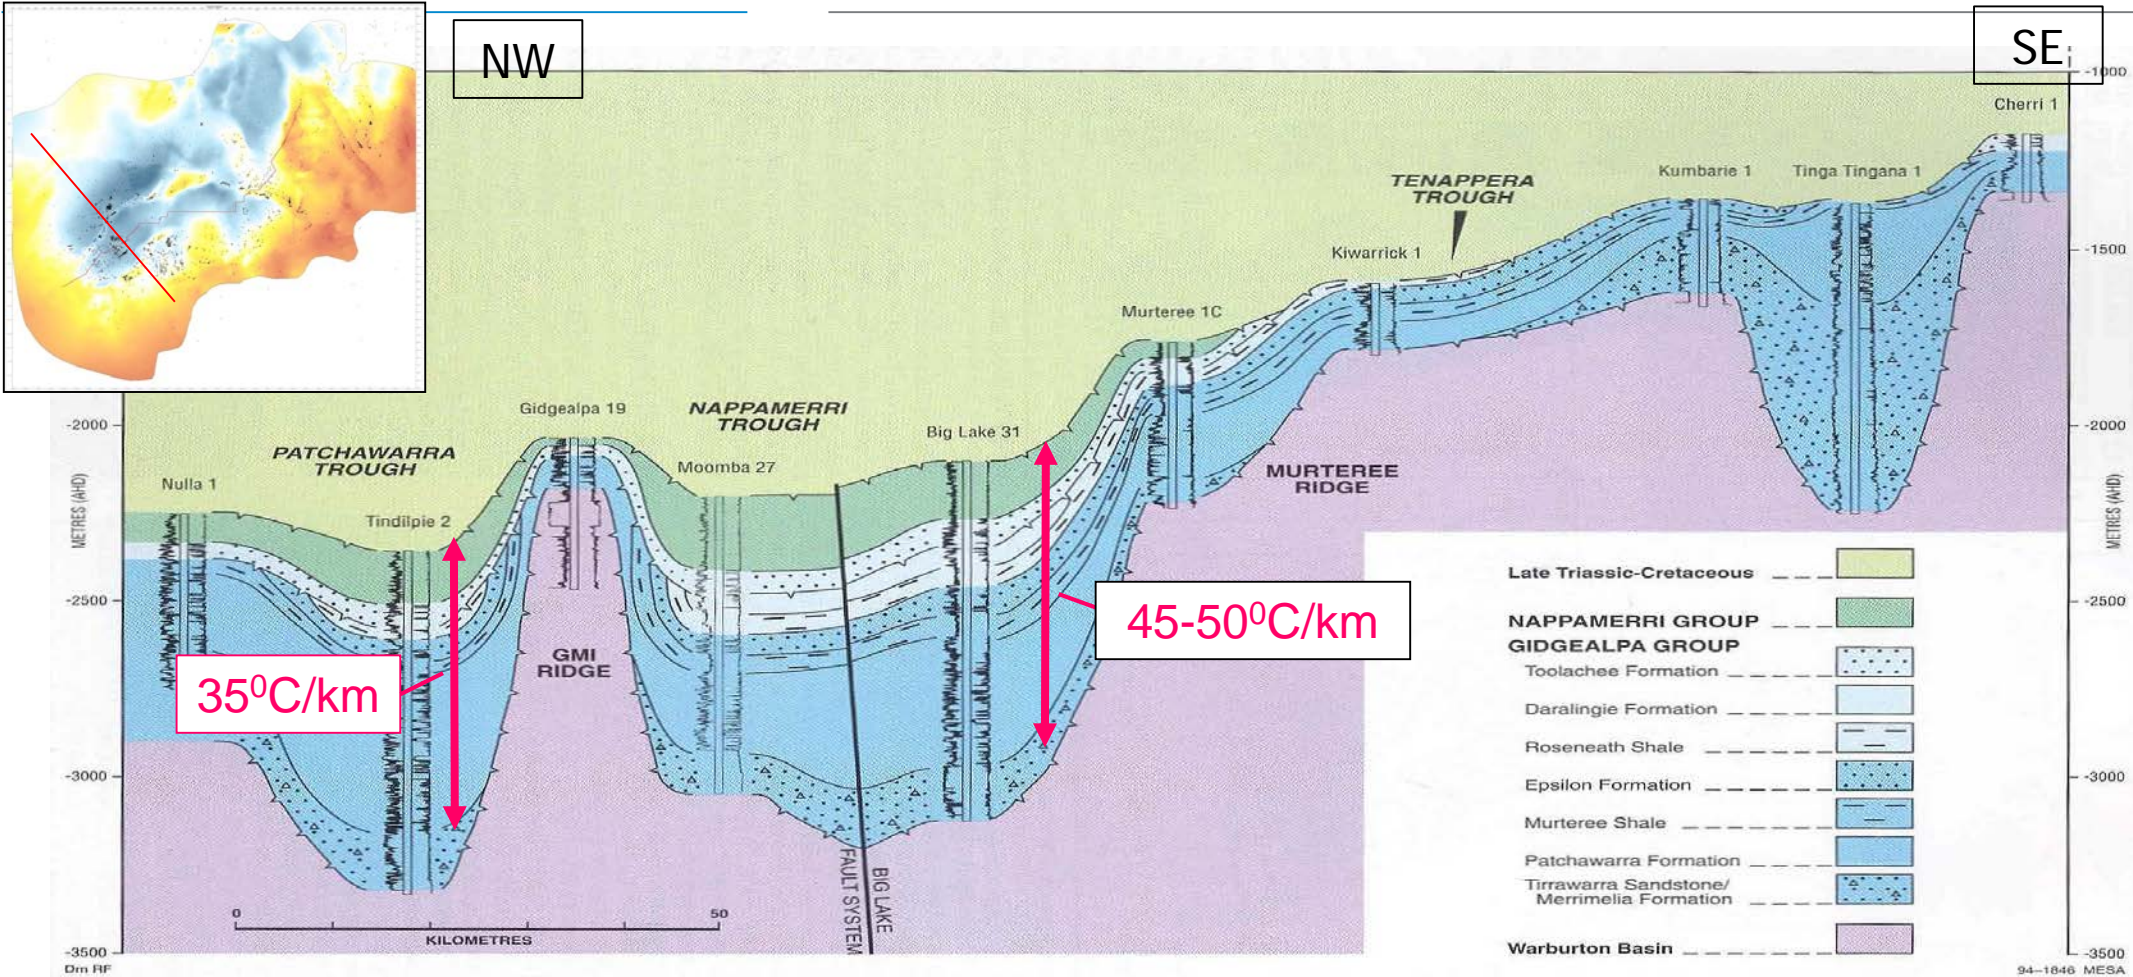 NW
SE
-1000
Cherri 1
Kumbarie 1
Tinga Tingana 1
TENAPPERA
TROUGH
-1500
Kiwarrick 1
Murteree 1C
Gidgealpa 19
NAPPAMERRI
TROUGH
Big Lake 31
-2000
-2000
PATCHAWARRA
TROUGH
Moomba 27
MURTEREE
RIDGE
Nulla 1
Tindilpie 2
METRES (AHD)
METRES (AHD)
-2500
-2500
45-50⁰C/km
GMI
RIDGE
35⁰C/km
-3000
-3000
FAULT SYSTEM
BIG LAKE
0
50
KILOMETRES
-3500
-3500
Late Triassic-Cretaceous
NAPPAMERRI GROUP
GIDGEALPA GROUP
Toolachee Formation
Daralingie Formation
Roseneath Shale
Epsilon Formation
Murteree Shale
Patchawarra Formation
Tirrawarra Sandstone/
Merrimelia Formation
Warburton Basin
Dm RF
94-1846 MESA